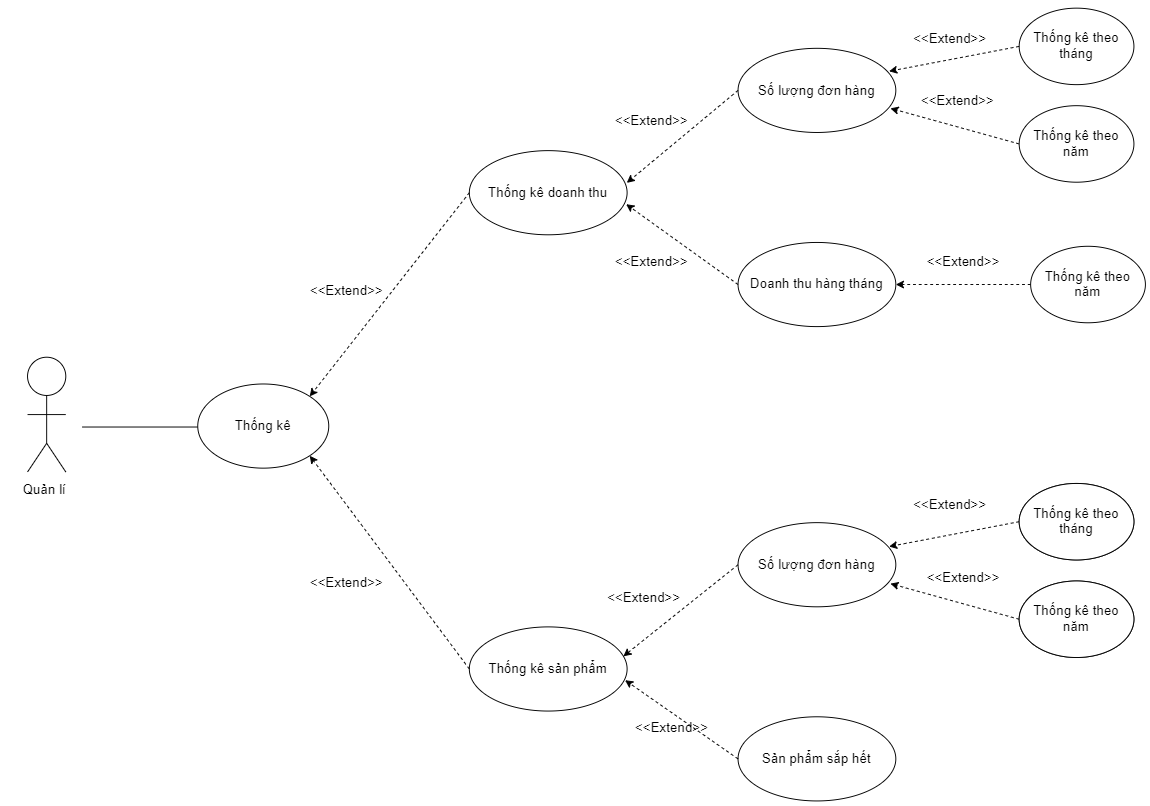 <<Extend>>
Thống kê theo
tháng
Số lượng đơn hàng
<<Extend>>
Thống kê theo
năm
<<Extend>>
Thống kê doanh thu
<<Extend>>
<<Extend>>
Thống kê theo
năm
Doanh thu hàng tháng
<<Extend>>
Thống kê
Quản lí
<<Extend>>
<<Extend>>
Thống kê theo
tháng
Số lượng đơn hàng
<<Extend>>
Thống kê theo
năm
<<Extend>>
Thống kê sản phẩm
<<Extend>>
Sản phẩm sắp hết